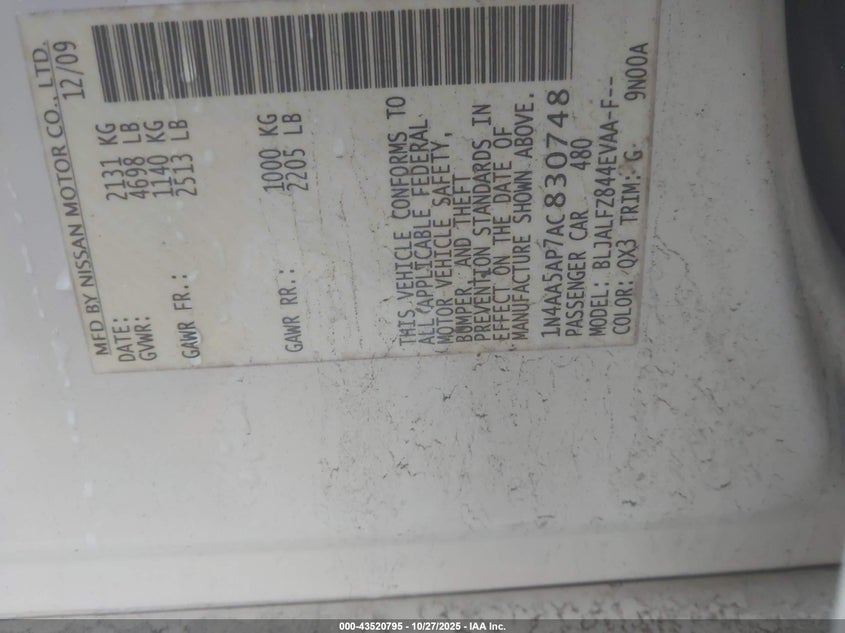 MFD BY NISSAN MOTOR CO., LTD.
DATE: 12/09
GVWR: 2131 KG
4698 LB
GAWR FR.: 1140 KG
2513 LB
GAWR RR.: 1000 KG
2205 LB
THIS VEHICLE CONFORMS TO
ALL APPLICABLE FEDERAL
MOTOR VEHICLE SAFETY,
BUMPER, AND THEFT
PREVENTION STANDARDS IN
EFFECT ON THE DATE OF
MANUFACTURE SHOWN ABOVE.
1N4AA5AP7AC830748
PASSENGER CAR 480
MODEL: BLJALFZ844EVAA-F--
COLOR: QX3 TRIM: G 9N00A
000-43520795 - 10/27/2025 - IAA Inc.